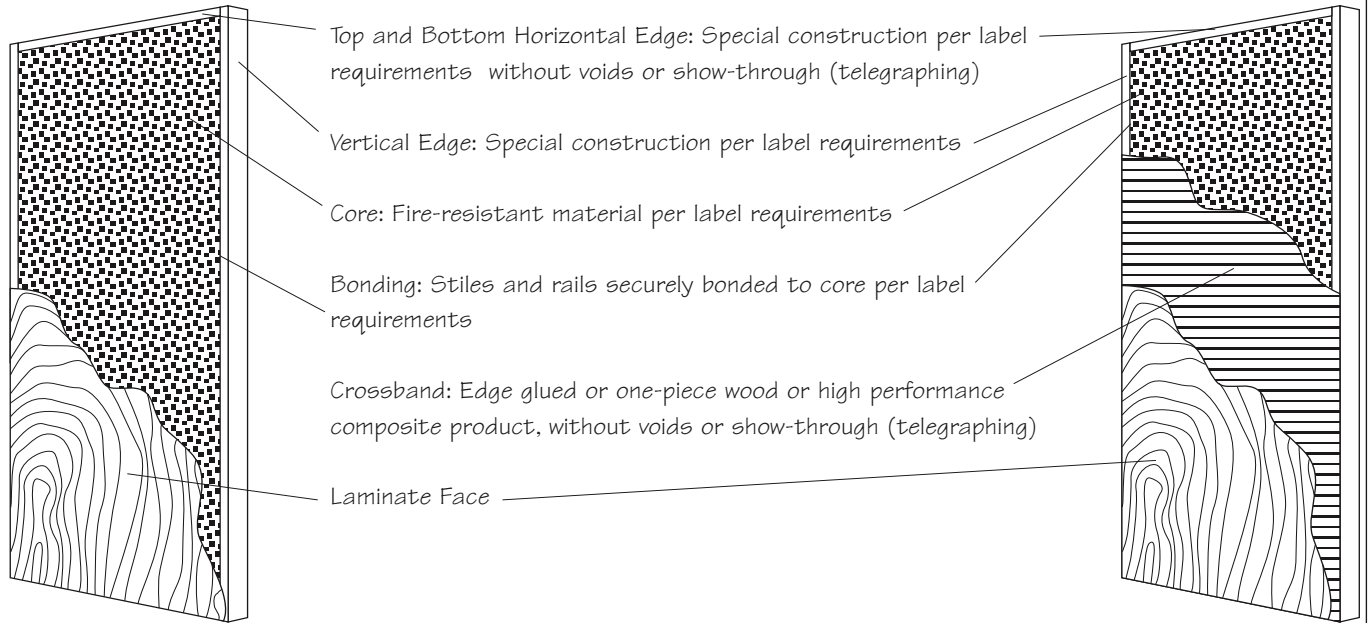 Top and Bottom Horizontal Edge: Special construction per label
requirements  without voids or show-through (telegraphing)
Vertical Edge: Special construction per label requirements
Core: Fire-resistant material per label requirements
Bonding: Stiles and rails securely bonded to core per label
requirements
Crossband: Edge glued or one-piece wood or high performance
composite product, without voids or show-through (telegraphing)
Laminate Face